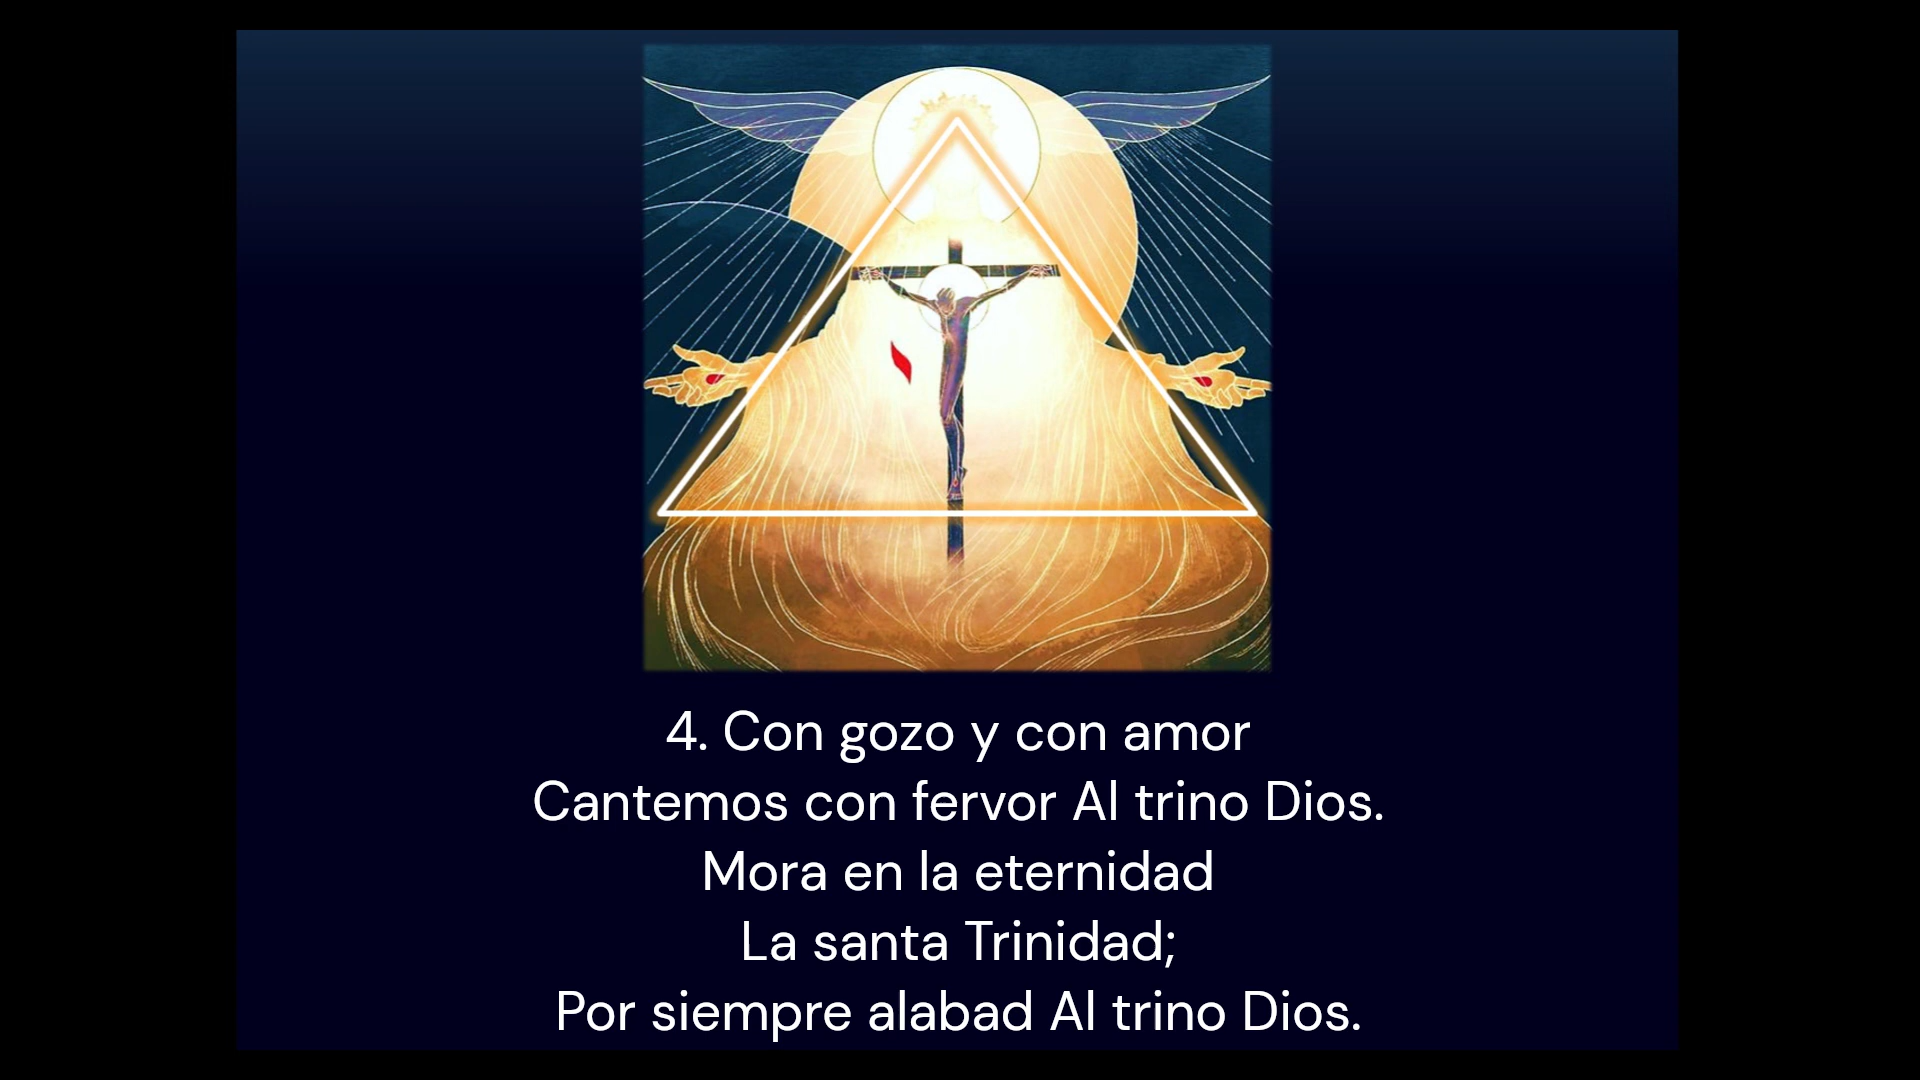 4. Con gozo y con amor
Cantemos con fervor Al trino Dios.
Mora en la eternidad
La santa Trinidad;
Por siempre alabad Al trino Dios.